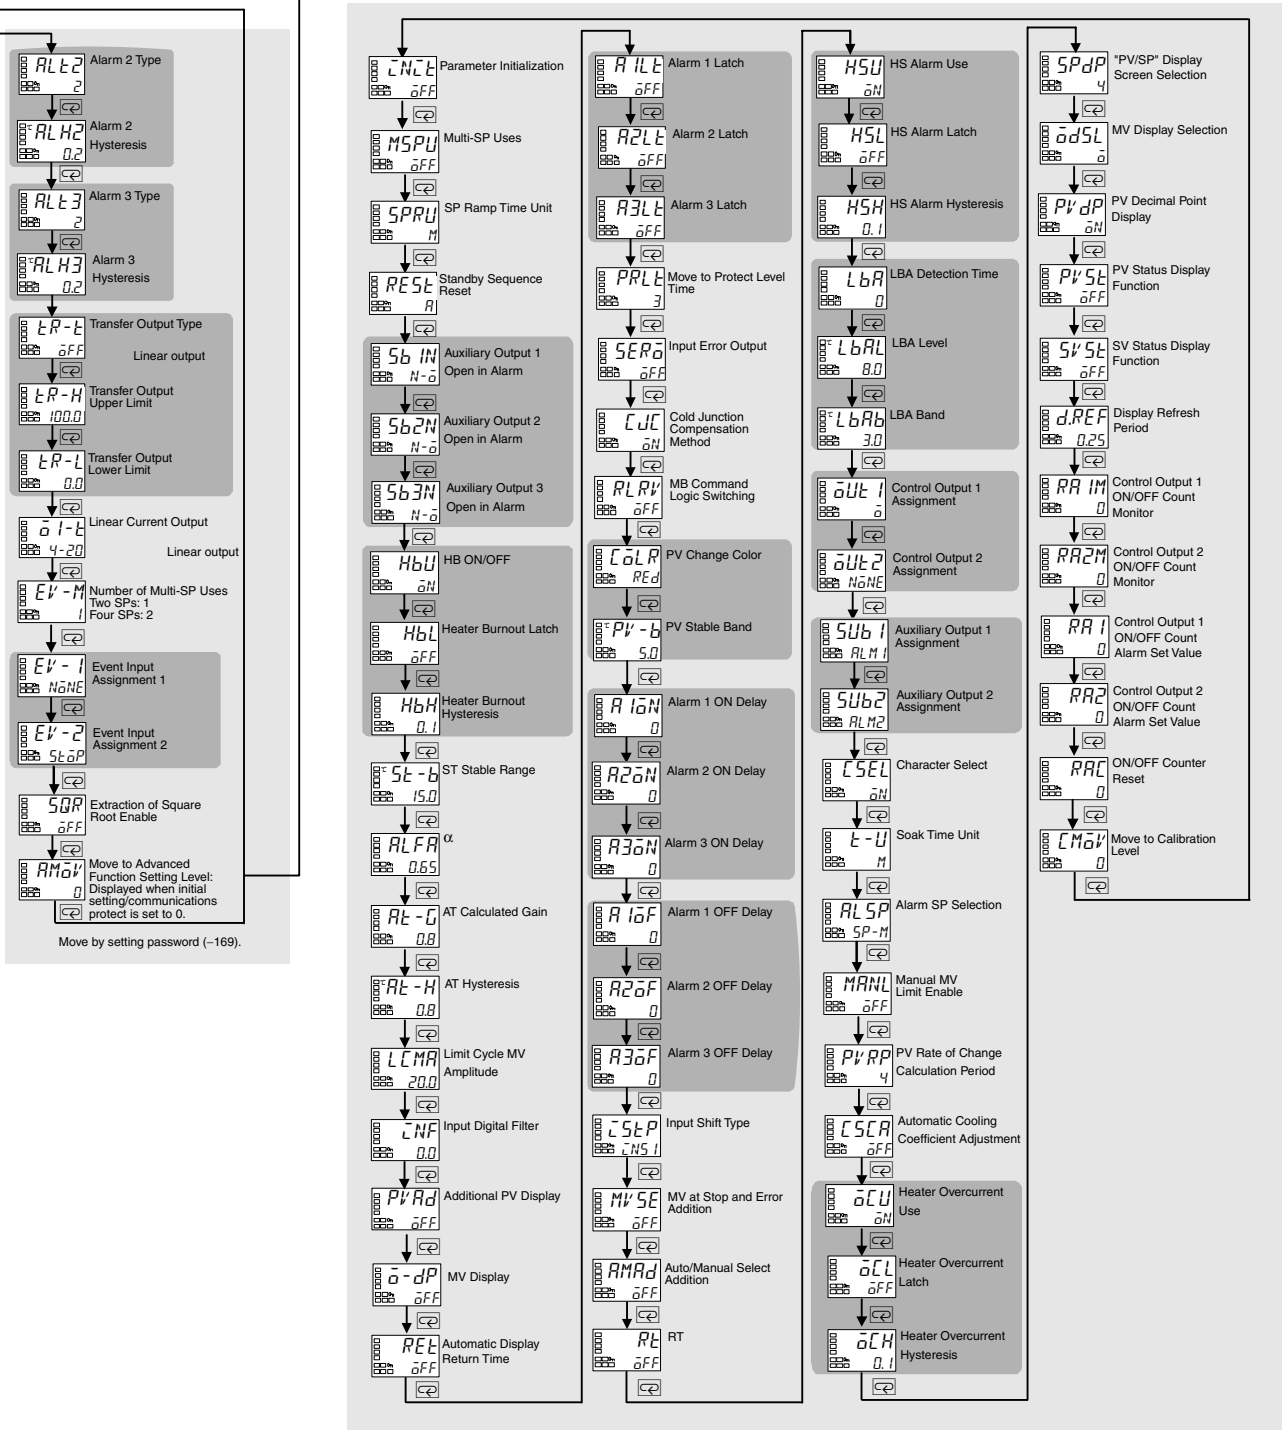 ALt2
2
Alarm 2 Type
ALH2
0.2
Alarm 2
Hysteresis
ALt3
2
Alarm 3 Type
ALH3
0.2
Alarm 3
Hysteresis
tR-t
oFF
Transfer Output Type
Linear output
tR-H
100.0
Transfer Output
Upper Limit
tR-L
0.0
Transfer Output
Lower Limit
o1-t
4-20
Linear Current Output
Linear output
EV-M
1
Number of Multi-SP Uses
Two SPs: 1
Four SPs: 2
EV-1
NoNE
Event Input
Assignment 1
EV-2
StoP
Event Input
Assignment 2
SQR
oFF
Extraction of Square
Root Enable
AMoV
0
Move to Advanced
Function Setting Level:
Displayed when initial
setting/communications
protect is set to 0.
Move by setting password (−169).
iNit
oFF
Parameter Initialization
MSPU
oFF
Multi-SP Uses
SPRU
M
SP Ramp Time Unit
RESt
A
Standby Sequence
Reset
Sb1N
N-o
Auxiliary Output 1
Open in Alarm
Sb2N
N-o
Auxiliary Output 2
Open in Alarm
Sb3N
N-o
Auxiliary Output 3
Open in Alarm
HbU
oN
HB ON/OFF
HbL
oFF
Heater Burnout Latch
HbH
0.1
Heater Burnout
Hysteresis
St-b
15.0
ST Stable Range
ALFA
0.65
α
At-G
0.8
AT Calculated Gain
At-H
0.8
AT Hysteresis
LCMA
20.0
Limit Cycle MV
Amplitude
iNF
0.0
Input Digital Filter
PVAd
oFF
Additional PV Display
o-dP
oFF
MV Display
REt
oFF
Automatic Display
Return Time
A1Lt
oFF
Alarm 1 Latch
A2Lt
oFF
Alarm 2 Latch
A3Lt
oFF
Alarm 3 Latch
PRLt
3
Move to Protect Level
Time
SERo
oFF
Input Error Output
CJC
oN
Cold Junction
Compensation
Method
RLRV
oFF
MB Command
Logic Switching
CoLR
REd
PV Change Color
PV-b
5.0
PV Stable Band
A1oN
0
Alarm 1 ON Delay
A2oN
0
Alarm 2 ON Delay
A3oN
0
Alarm 3 ON Delay
A1oF
0
Alarm 1 OFF Delay
A2oF
0
Alarm 2 OFF Delay
A3oF
0
Alarm 3 OFF Delay
iStP
iNS1
Input Shift Type
MVSE
oFF
MV at Stop and Error
Addition
AMAd
oFF
Auto/Manual Select
Addition
Rt
oFF
RT
HSU
oN
HS Alarm Use
HSL
oFF
HS Alarm Latch
HSH
0.1
HS Alarm Hysteresis
LbA
0
LBA Detection Time
LbAL
8.0
LBA Level
LbAb
3.0
LBA Band
oUt1
o
Control Output 1
Assignment
oUt2
NoNE
Control Output 2
Assignment
SUb1
ALM1
Auxiliary Output 1
Assignment
SUb2
ALM2
Auxiliary Output 2
Assignment
CSEL
oN
Character Select
t-U
M
Soak Time Unit
ALSP
SP-M
Alarm SP Selection
MANL
oFF
Manual MV
Limit Enable
PVRP
4
PV Rate of Change
Calculation Period
CSCA
oFF
Automatic Cooling
Coefficient Adjustment
oCU
oN
Heater Overcurrent
Use
oCL
oFF
Heater Overcurrent
Latch
oCH
0.1
Heater Overcurrent
Hysteresis
SPdP
4
"PV/SP" Display
Screen Selection
odSL
o
MV Display Selection
PVdP
oN
PV Decimal Point
Display
PVSt
oFF
PV Status Display
Function
SVSt
oFF
SV Status Display
Function
d.REF
0.25
Display Refresh
Period
RA1M
0
Control Output 1
ON/OFF Count
Monitor
RA2M
0
Control Output 2
ON/OFF Count
Monitor
RA1
0
Control Output 1
ON/OFF Count
Alarm Set Value
RA2
0
Control Output 2
ON/OFF Count
Alarm Set Value
RAC
0
ON/OFF Counter
Reset
CMoV
0
Move to Calibration
Level